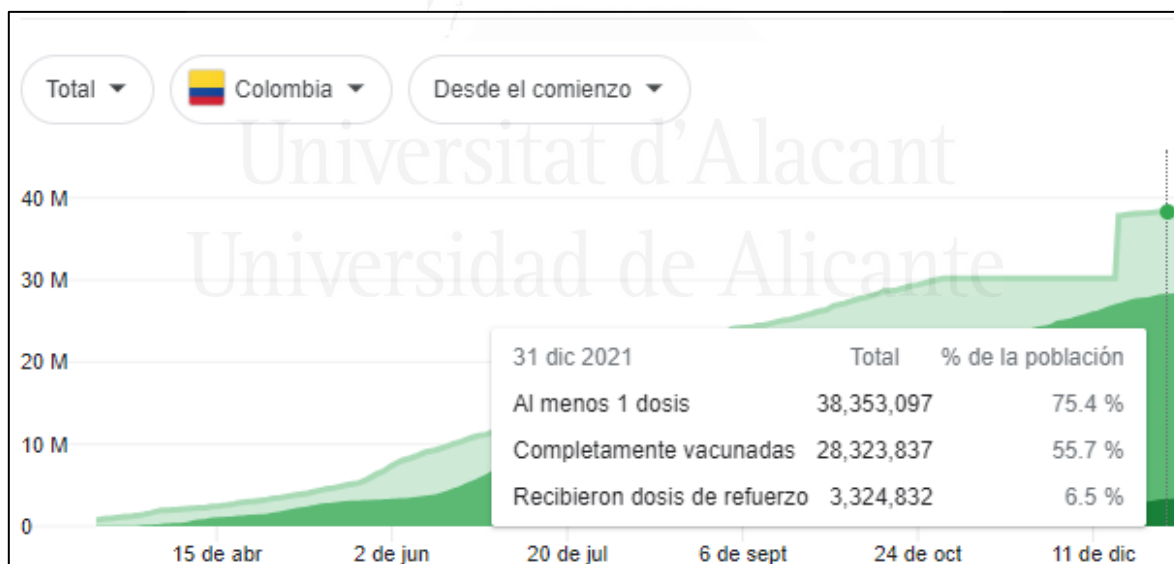 Total Colombia Desde el comienzo
Universitat d'Alacant
Universidad de Alicante
40 M
30 M
20 M
10 M
0
31 dic 2021 Total % de la población
Al menos 1 dosis 38,353,097 75.4 %
Completamente vacunadas 28,323,837 55.7 %
Recibieron dosis de refuerzo 3,324,832 6.5 %
15 de abr 2 de jun 20 de jul 6 de sept 24 de oct 11 de dic